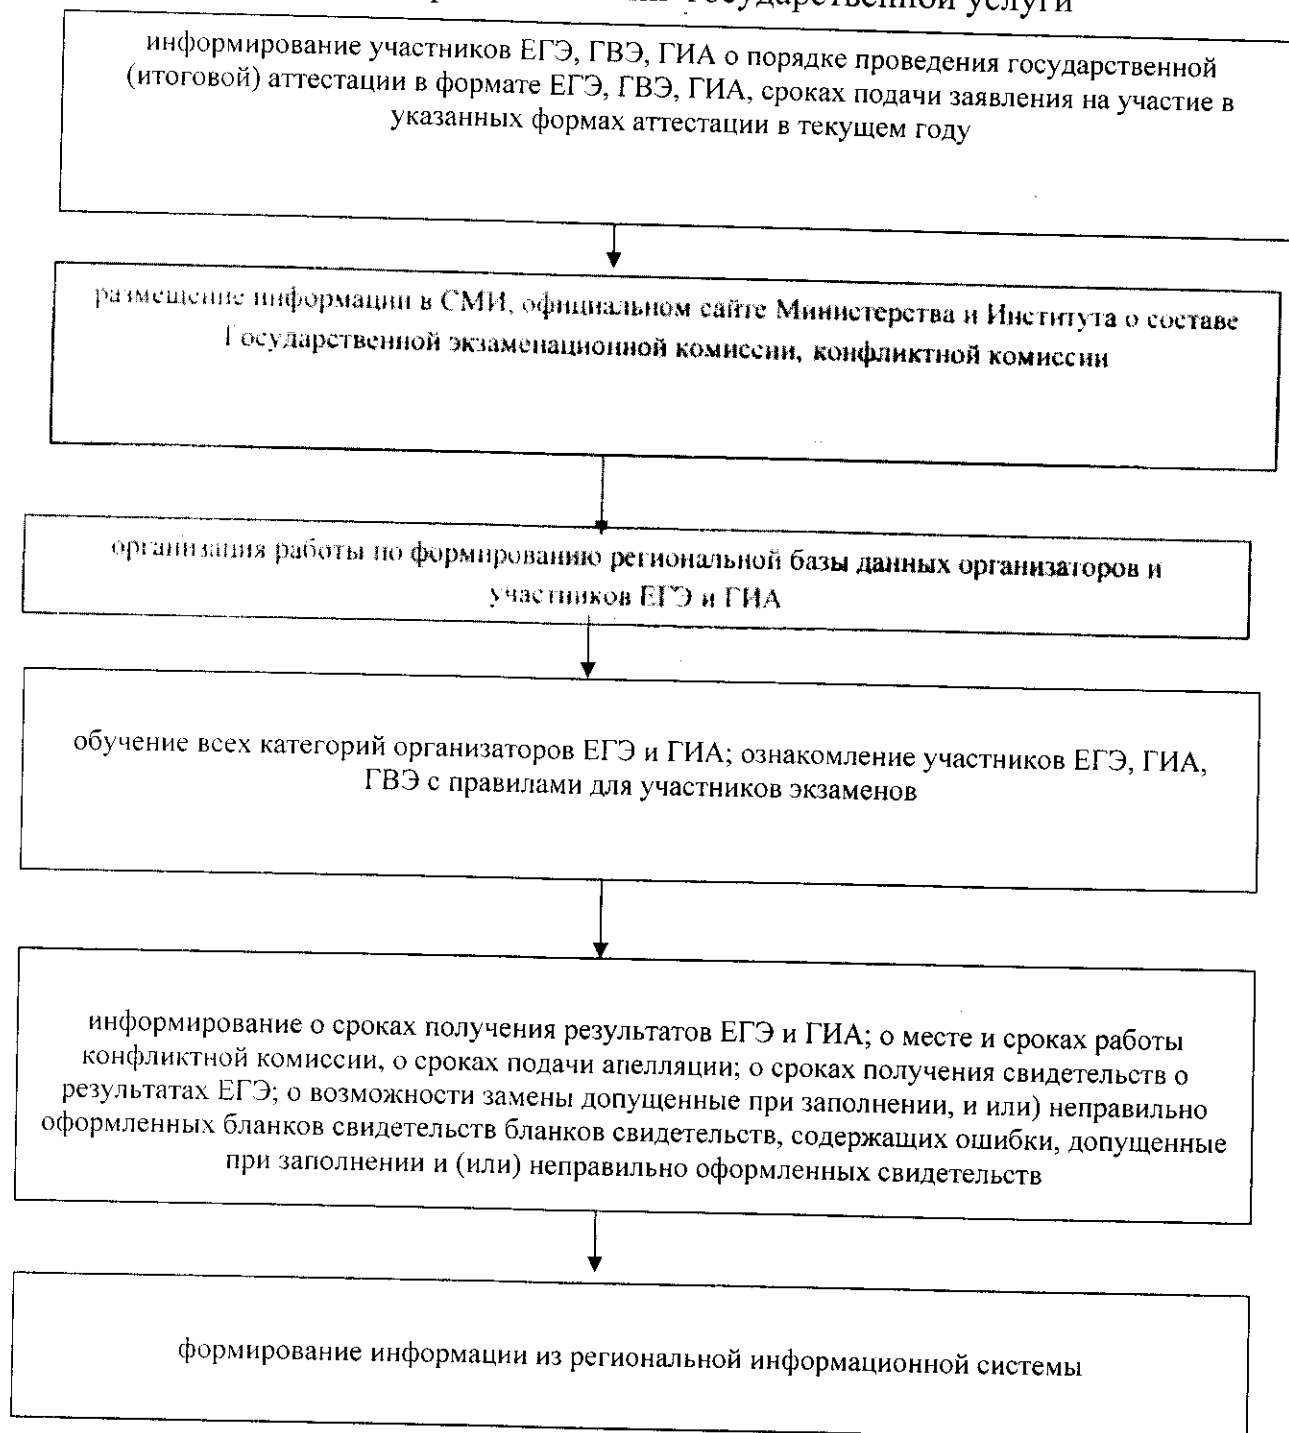 государственной услуги
информирование участников ЕГЭ, ГВЭ, ГИА о порядке проведения государственной
(итоговой) аттестации в формате ЕГЭ, ГВЭ, ГИА, сроках подачи заявления на участие в
указанных формах аттестации в текущем году
размещение информации в СМИ, официальном сайте Министерства и Института о составе
Государственной экзаменационной комиссии, конфликтной комиссии
организация работы по формированию региональной базы данных организаторов и
участников ЕГЭ и ГИА
обучение всех категорий организаторов ЕГЭ и ГИА; ознакомление участников ЕГЭ, ГИА,
ГВЭ с правилами для участников экзаменов
информирование о сроках получения результатов ЕГЭ и ГИА; о месте и сроках работы
конфликтной комиссии, о сроках подачи апелляции; о сроках получения свидетельств о
результатах ЕГЭ; о возможности замены допущенные при заполнении, и или) неправильно
оформленных бланков свидетельств бланков свидетельств, содержащих ошибки, допущенные
при заполнении и (или) неправильно оформленных свидетельств
формирование информации из региональной информационной системы